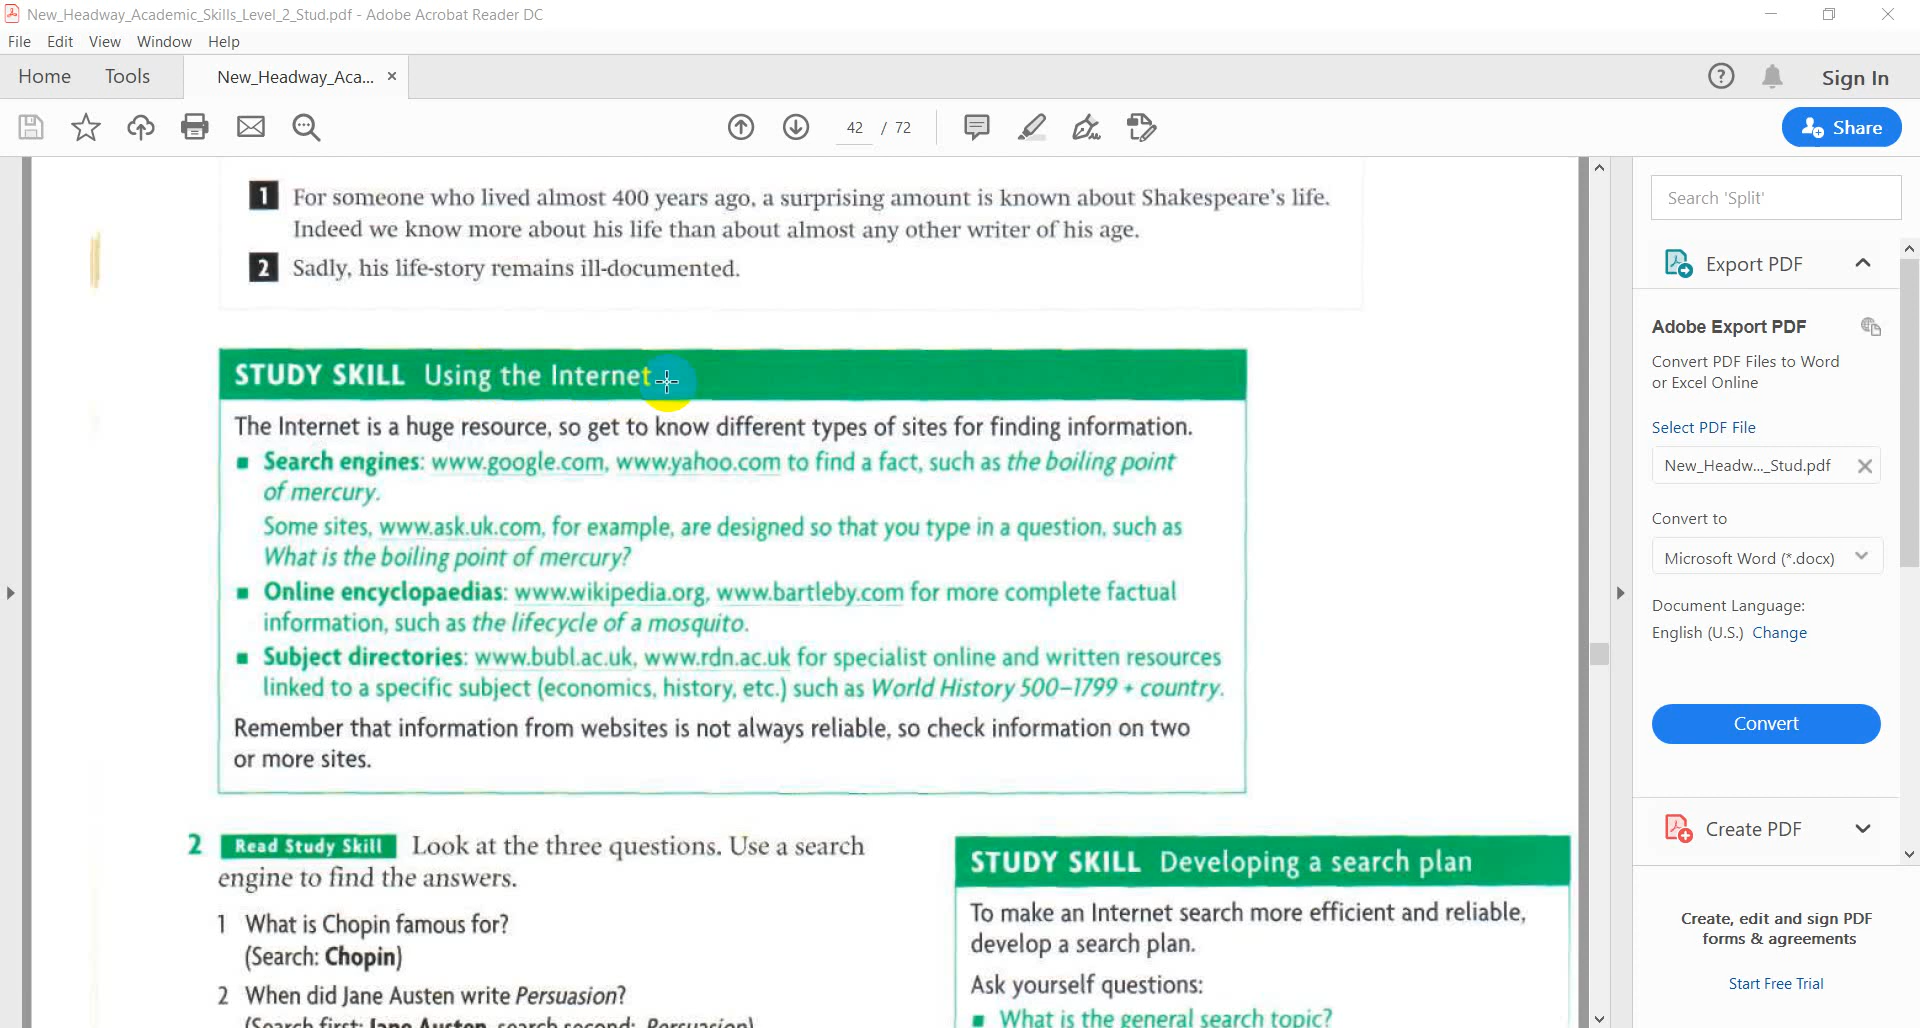 New_Headway_Academic_Skills_Level_2_Stud.pdf - Adobe Acrobat Reader DC
File Edit View Window Help
Home Tools New_Headway_Aca... × Sign In
42 / 72 Share
1 For someone who lived almost 400 years ago, a surprising amount is known about Shakespeare's life.
Indeed we know more about his life than about almost any other writer of his age.
2 Sadly, his life-story remains ill-documented.
STUDY SKILL Using the Internet
The Internet is a huge resource, so get to know different types of sites for finding information.
■ Search engines: www.google.com, www.yahoo.com to find a fact, such as the boiling point
of mercury.
Some sites, www.ask.uk.com, for example, are designed so that you type in a question, such as
What is the boiling point of mercury?
■ Online encyclopaedias: www.wikipedia.org, www.bartleby.com for more complete factual
information, such as the lifecycle of a mosquito.
■ Subject directories: www.bubl.ac.uk, www.rdn.ac.uk for specialist online and written resources
linked to a specific subject (economics, history, etc.) such as World History 500–1799 + country.
Remember that information from websites is not always reliable, so check information on two
or more sites.
2 Read Study Skill Look at the three questions. Use a search
engine to find the answers.
1 What is Chopin famous for?
(Search: Chopin)
2 When did Jane Austen write Persuasion?
(Search first: Jane Austen, search second: Persuasion)
STUDY SKILL Developing a search plan
To make an Internet search more efficient and reliable,
develop a search plan.
Ask yourself questions:
■ What is the general search topic?
Search 'Split'
Export PDF
Adobe Export PDF
Convert PDF Files to Word
or Excel Online
Select PDF File
New_Headw..._Stud.pdf
Convert to
Microsoft Word (*.docx)
Document Language:
English (U.S.) Change
Convert
Create PDF
Create, edit and sign PDF
forms & agreements
Start Free Trial